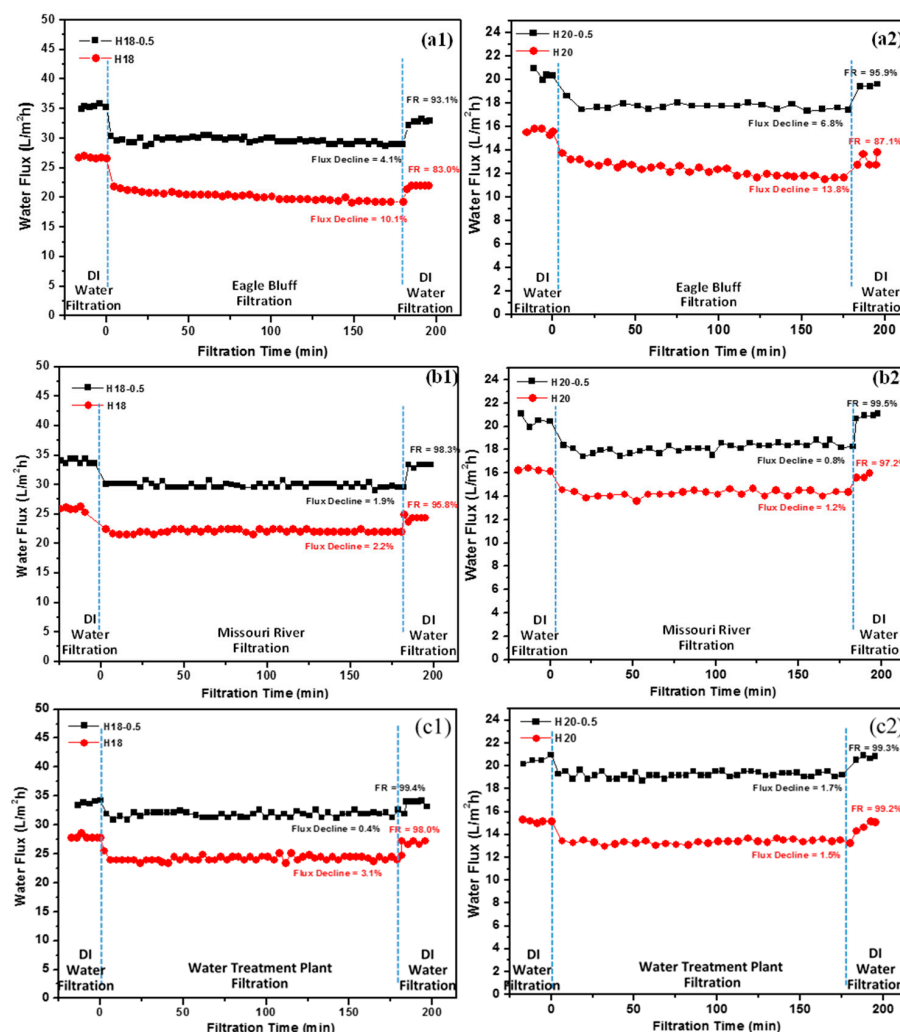 (a1)
H18-0.5
H18
FR = 93.1%
Flux Decline = 4.1%
FR = 83.0%
Flux Decline = 10.1%
DI
Water
Filtration
Eagle Bluff
Filtration
DI
Water
Filtration
Water Flux (L/m²h)
50
45
40
35
30
25
20
15
10
5
0
0 50 100 150 200
Filtration Time (min)
(a2)
H20-0.5
H20
FR = 95.9%
Flux Decline = 6.8%
FR = 87.1%
Flux Decline = 13.8%
DI
Water
Filtration
Eagle Bluff
Filtration
DI
Water
Filtration
Water Flux (L/m²h)
24
22
20
18
16
14
12
10
8
6
4
2
0
0 50 100 150 200
Filtration Time (min)
(b1)
H18-0.5
H18
FR = 98.3%
Flux Decline = 1.9%
FR = 95.8%
Flux Decline = 2.2%
DI
Water
Filtration
Missouri River
Filtration
DI
Water
Filtration
Water Flux (L/m²h)
50
45
40
35
30
25
20
15
10
5
0
0 50 100 150 200
Filtration Time (min)
(b2)
H20-0.5
H20
FR = 99.5%
Flux Decline = 0.8%
FR = 97.2%
Flux Decline = 1.2%
DI
Water
Filtration
Missouri River
Filtration
DI
Water
Filtration
Water Flux (L/m²h)
24
22
20
18
16
14
12
10
8
6
4
2
0
0 50 100 150 200
Filtration Time (min)
(c1)
H18-0.5
H18
FR = 99.4%
Flux Decline = 0.4%
FR = 98.0%
Flux Decline = 3.1%
DI
Water
Filtration
Water Treatment Plant
Filtration
DI
Water
Filtration
Water Flux (L/m²h)
50
45
40
35
30
25
20
15
10
5
0
0 50 100 150 200
Filtration Time (min)
(c2)
H20-0.5
H20
FR = 99.3%
Flux Decline = 1.7%
FR = 99.2%
Flux Decline = 1.5%
DI
Water
Filtration
Water Treatment Plant
Filtration
DI
Water
Filtration
Water Flux (L/m²h)
24
22
20
18
16
14
12
10
8
6
4
2
0
0 50 100 150 200
Filtration Time (min)